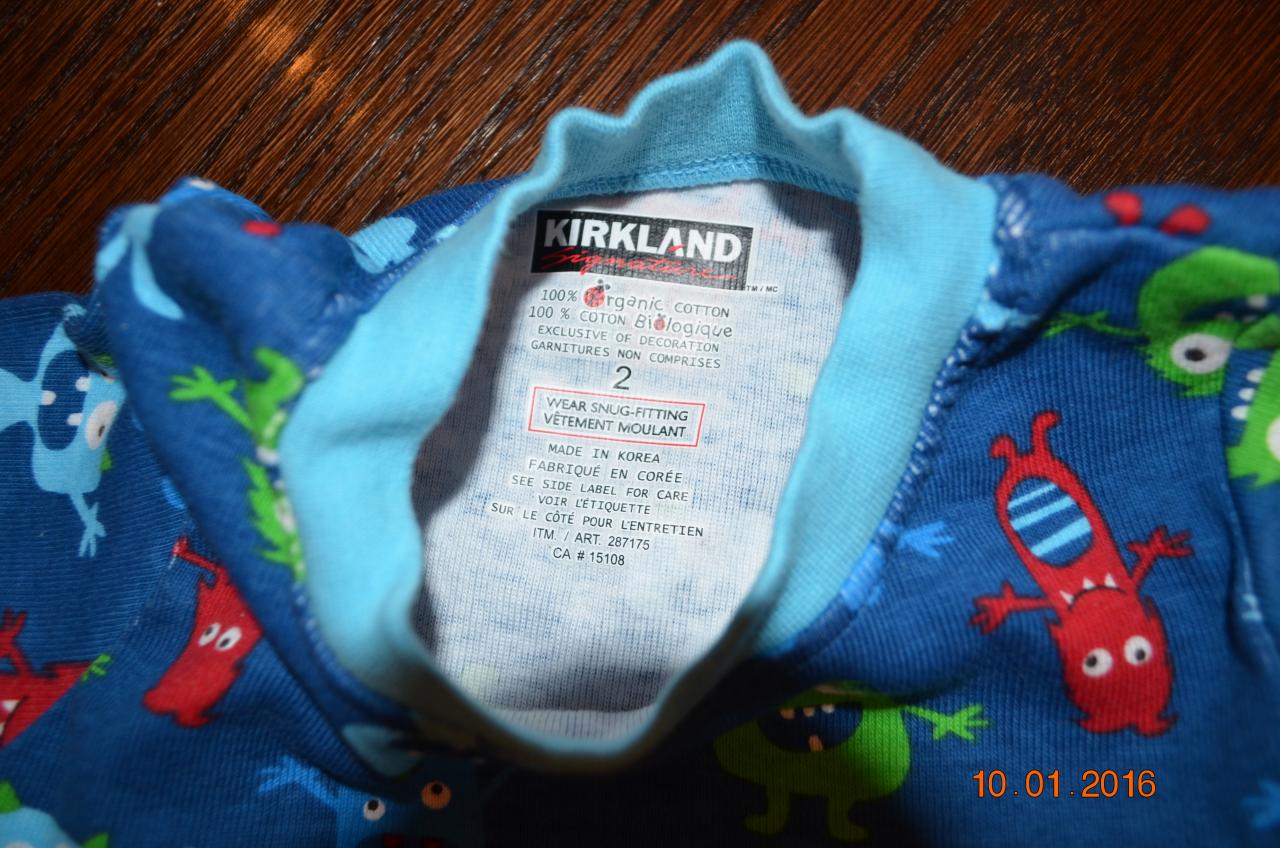 KIRKLAND
Signature
TM / MC
100% Organic COTTON
100 % COTON Biologique
EXCLUSIVE OF DECORATION
GARNITURES NON COMPRISES
2
WEAR SNUG-FITTING
VÊTEMENT MOULANT
MADE IN KOREA
FABRIQUÉ EN CORÉE
SEE SIDE LABEL FOR CARE
VOIR L'ÉTIQUETTE
SUR LE CÔTÉ POUR L'ENTRETIEN
ITM. / ART. 287175
CA # 15108
10.01.2016